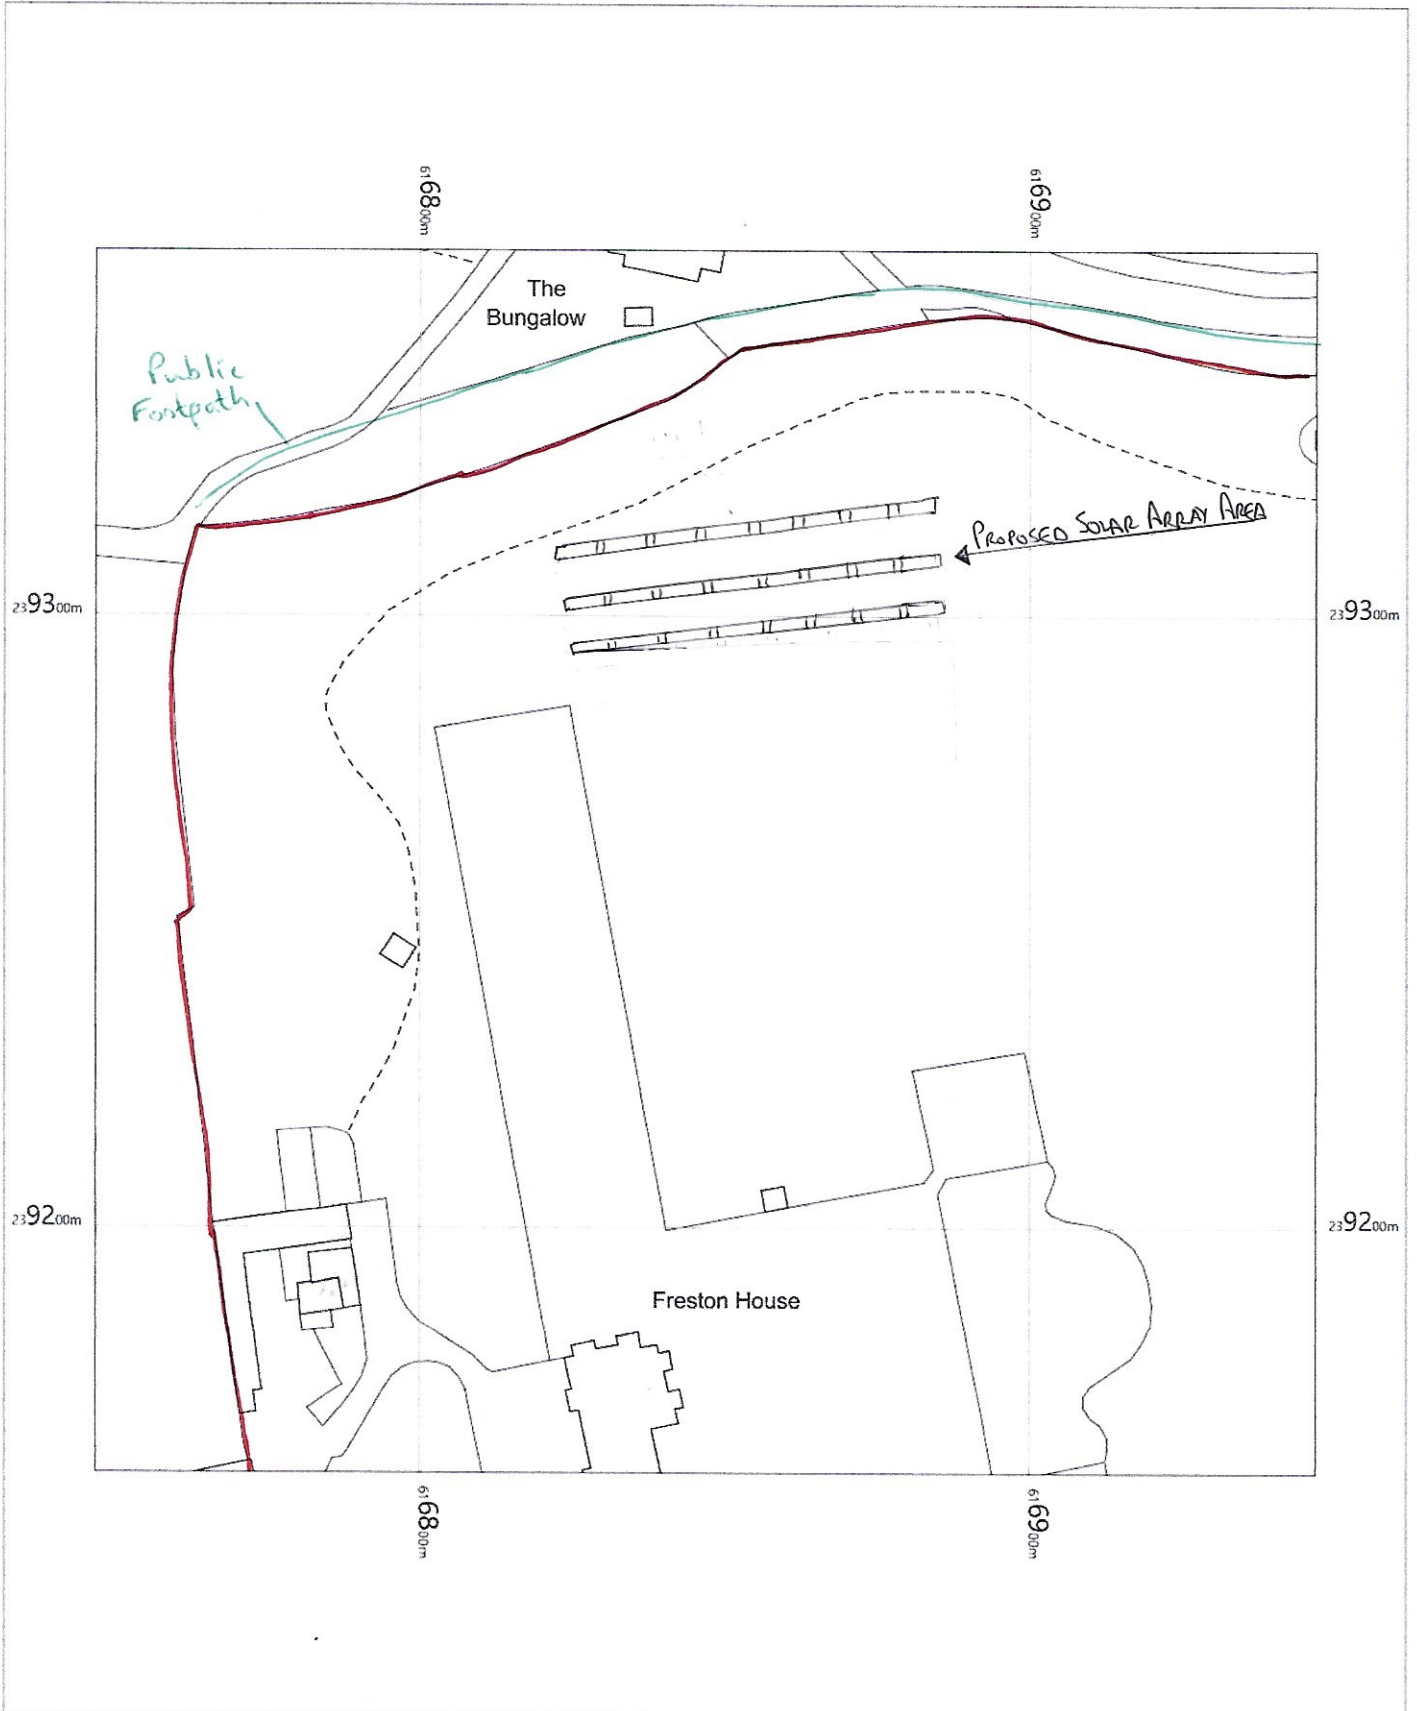 616800m
616900m
The
Bungalow
Public
Footpath
PROPOSED SOLAR ARRAY AREA
239300m
239300m
239200m
239200m
Freston House
616800m
616900m